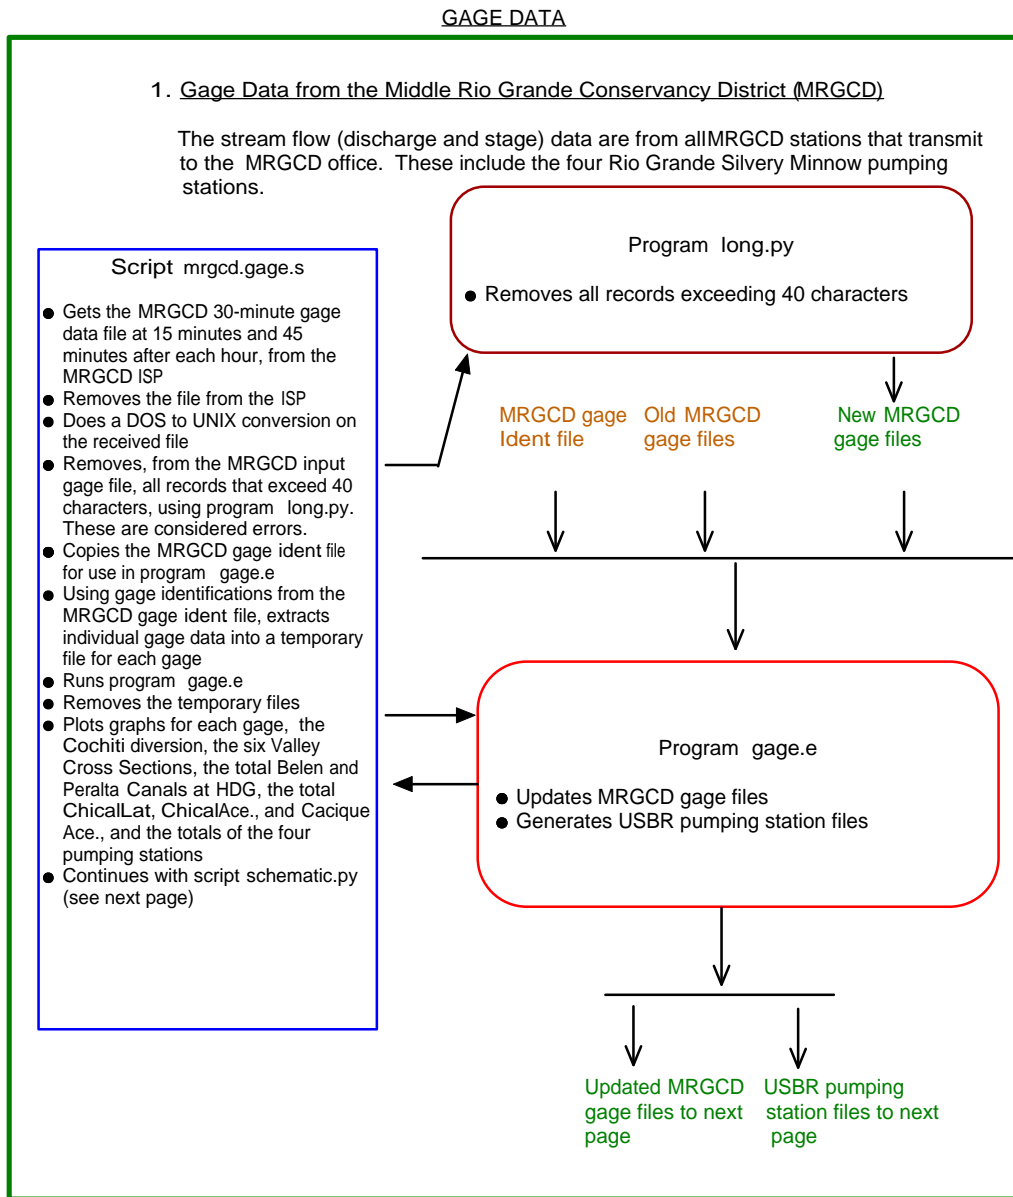 GAGE DATA
1. Gage Data from the Middle Rio Grande Conservancy District (MRGCD)
The stream flow (discharge and stage) data are from allMRGCD stations that transmit
to the MRGCD office. These include the four Rio Grande Silvery Minnow pumping
stations.
Script mrgcd.gage.s
● Gets the MRGCD 30-minute gage
data file at 15 minutes and 45
minutes after each hour, from the
MRGCD ISP
● Removes the file from the ISP
● Does a DOS to UNIX conversion on
the received file
● Removes, from the MRGCD input
gage file, all records that exceed 40
characters, using program long.py.
These are considered errors.
● Copies the MRGCD gage ident file
for use in program gage.e
● Using gage identifications from the
MRGCD gage ident file, extracts
individual gage data into a temporary
file for each gage
● Runs program gage.e
● Removes the temporary files
● Plots graphs for each gage, the
Cochiti diversion, the six Valley
Cross Sections, the total Belen and
Peralta Canals at HDG, the total
ChicalLat, ChicalAce., and Cacique
Ace., and the totals of the four
pumping stations
● Continues with script schematic.py
(see next page)
Program long.py
● Removes all records exceeding 40 characters
MRGCD gage
Ident file
Old MRGCD
gage files
New MRGCD
gage files
Program gage.e
● Updates MRGCD gage files
● Generates USBR pumping station files
Updated MRGCD
gage files to next
page
USBR pumping
station files to next
page